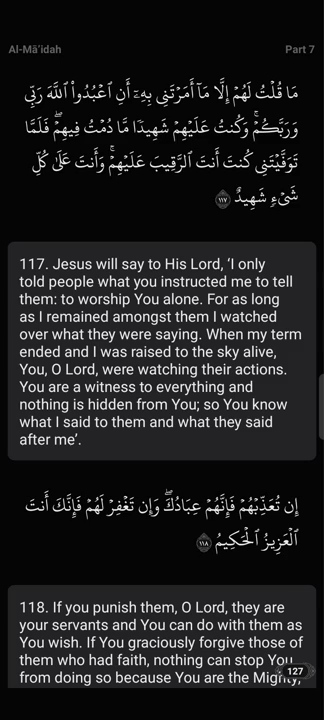 Al-Mā'idah Part 7
مَا قُلْتُ لَهُمْ إِلَّا مَآ أَمَرْتَنِى بِهِۦٓ أَنِ ٱعْبُدُوا۟ ٱللَّهَ رَبِّى
وَرَبَّكُمْ ۚ وَكُنتُ عَلَيْهِمْ شَهِيدًا مَّا دُمْتُ فِيهِمْ ۖ فَلَمَّا
تَوَفَّيْتَنِى كُنتَ أَنتَ ٱلرَّقِيبَ عَلَيْهِمْ ۚ وَأَنتَ عَلَىٰ كُلِّ
شَىْءٍ شَهِيدٌ ١١٧
117. Jesus will say to His Lord, ‘I only
told people what you instructed me to tell
them: to worship You alone. For as long
as I remained amongst them I watched
over what they were saying. When my term
ended and I was raised to the sky alive,
You, O Lord, were watching their actions.
You are a witness to everything and
nothing is hidden from You; so You know
what I said to them and what they said
after me’.
إِن تُعَذِّبْهُمْ فَإِنَّهُمْ عِبَادُكَ ۖ وَإِن تَغْفِرْ لَهُمْ فَإِنَّكَ أَنتَ
ٱلْعَزِيزُ ٱلْحَكِيمُ ١١٨
118. If you punish them, O Lord, they are
your servants and You can do with them as
You wish. If You graciously forgive those of
them who had faith, nothing can stop You
from doing so because You are the Mighty,
127